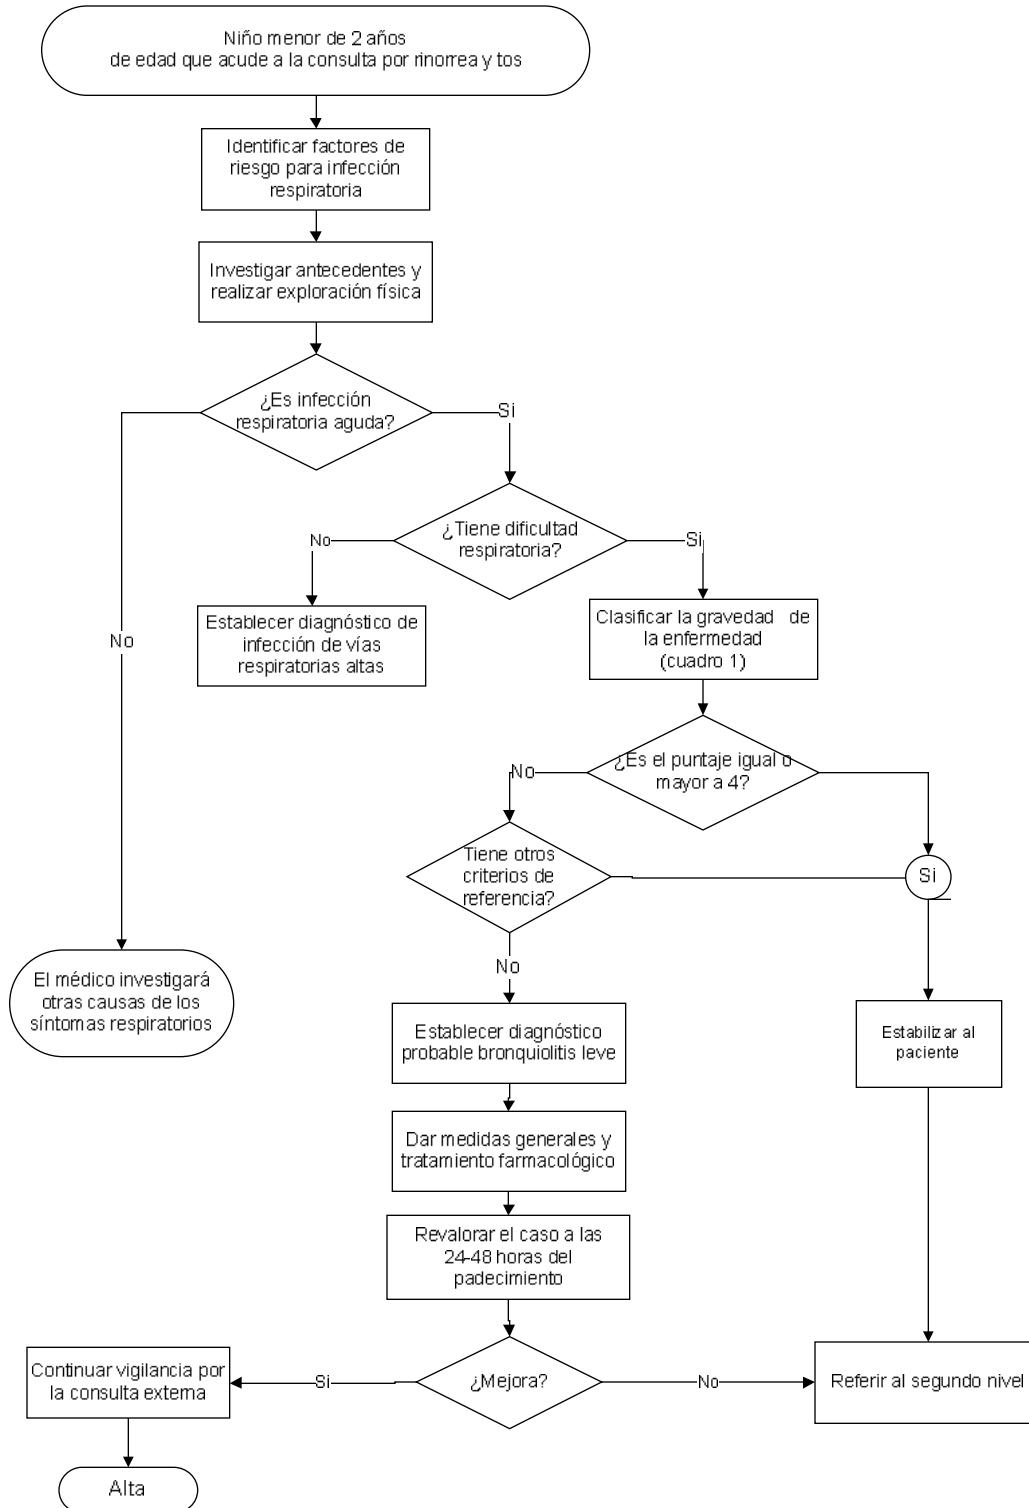 Niño menor de 2 años
de edad que acude a la consulta por rinorrea y tos
Identificar factores de
riesgo para infección
respiratoria
Investigar antecedentes y
realizar exploración física
¿Es infección
respiratoria aguda?
Si
¿Tiene dificultad
respiratoria?
No
Si
Establecer diagnóstico de
infección de vías
respiratorias altas
Clasificar la gravedad de
la enfermedad
(cuadro 1)
No
¿Es el puntaje igual o
mayor a 4?
No
Tiene otros
criterios de
referencia?
Si
No
El médico investigará
otras causas de los
síntomas respiratorios
Establecer diagnóstico
probable bronquiolitis leve
Estabilizar al
paciente
Dar medidas generales y
tratamiento farmacológico
Revalorar el caso a las
24-48 horas del
padecimiento
Continuar vigilancia por
la consulta externa
Si
¿Mejora?
No
Referir al segundo nivel
Alta